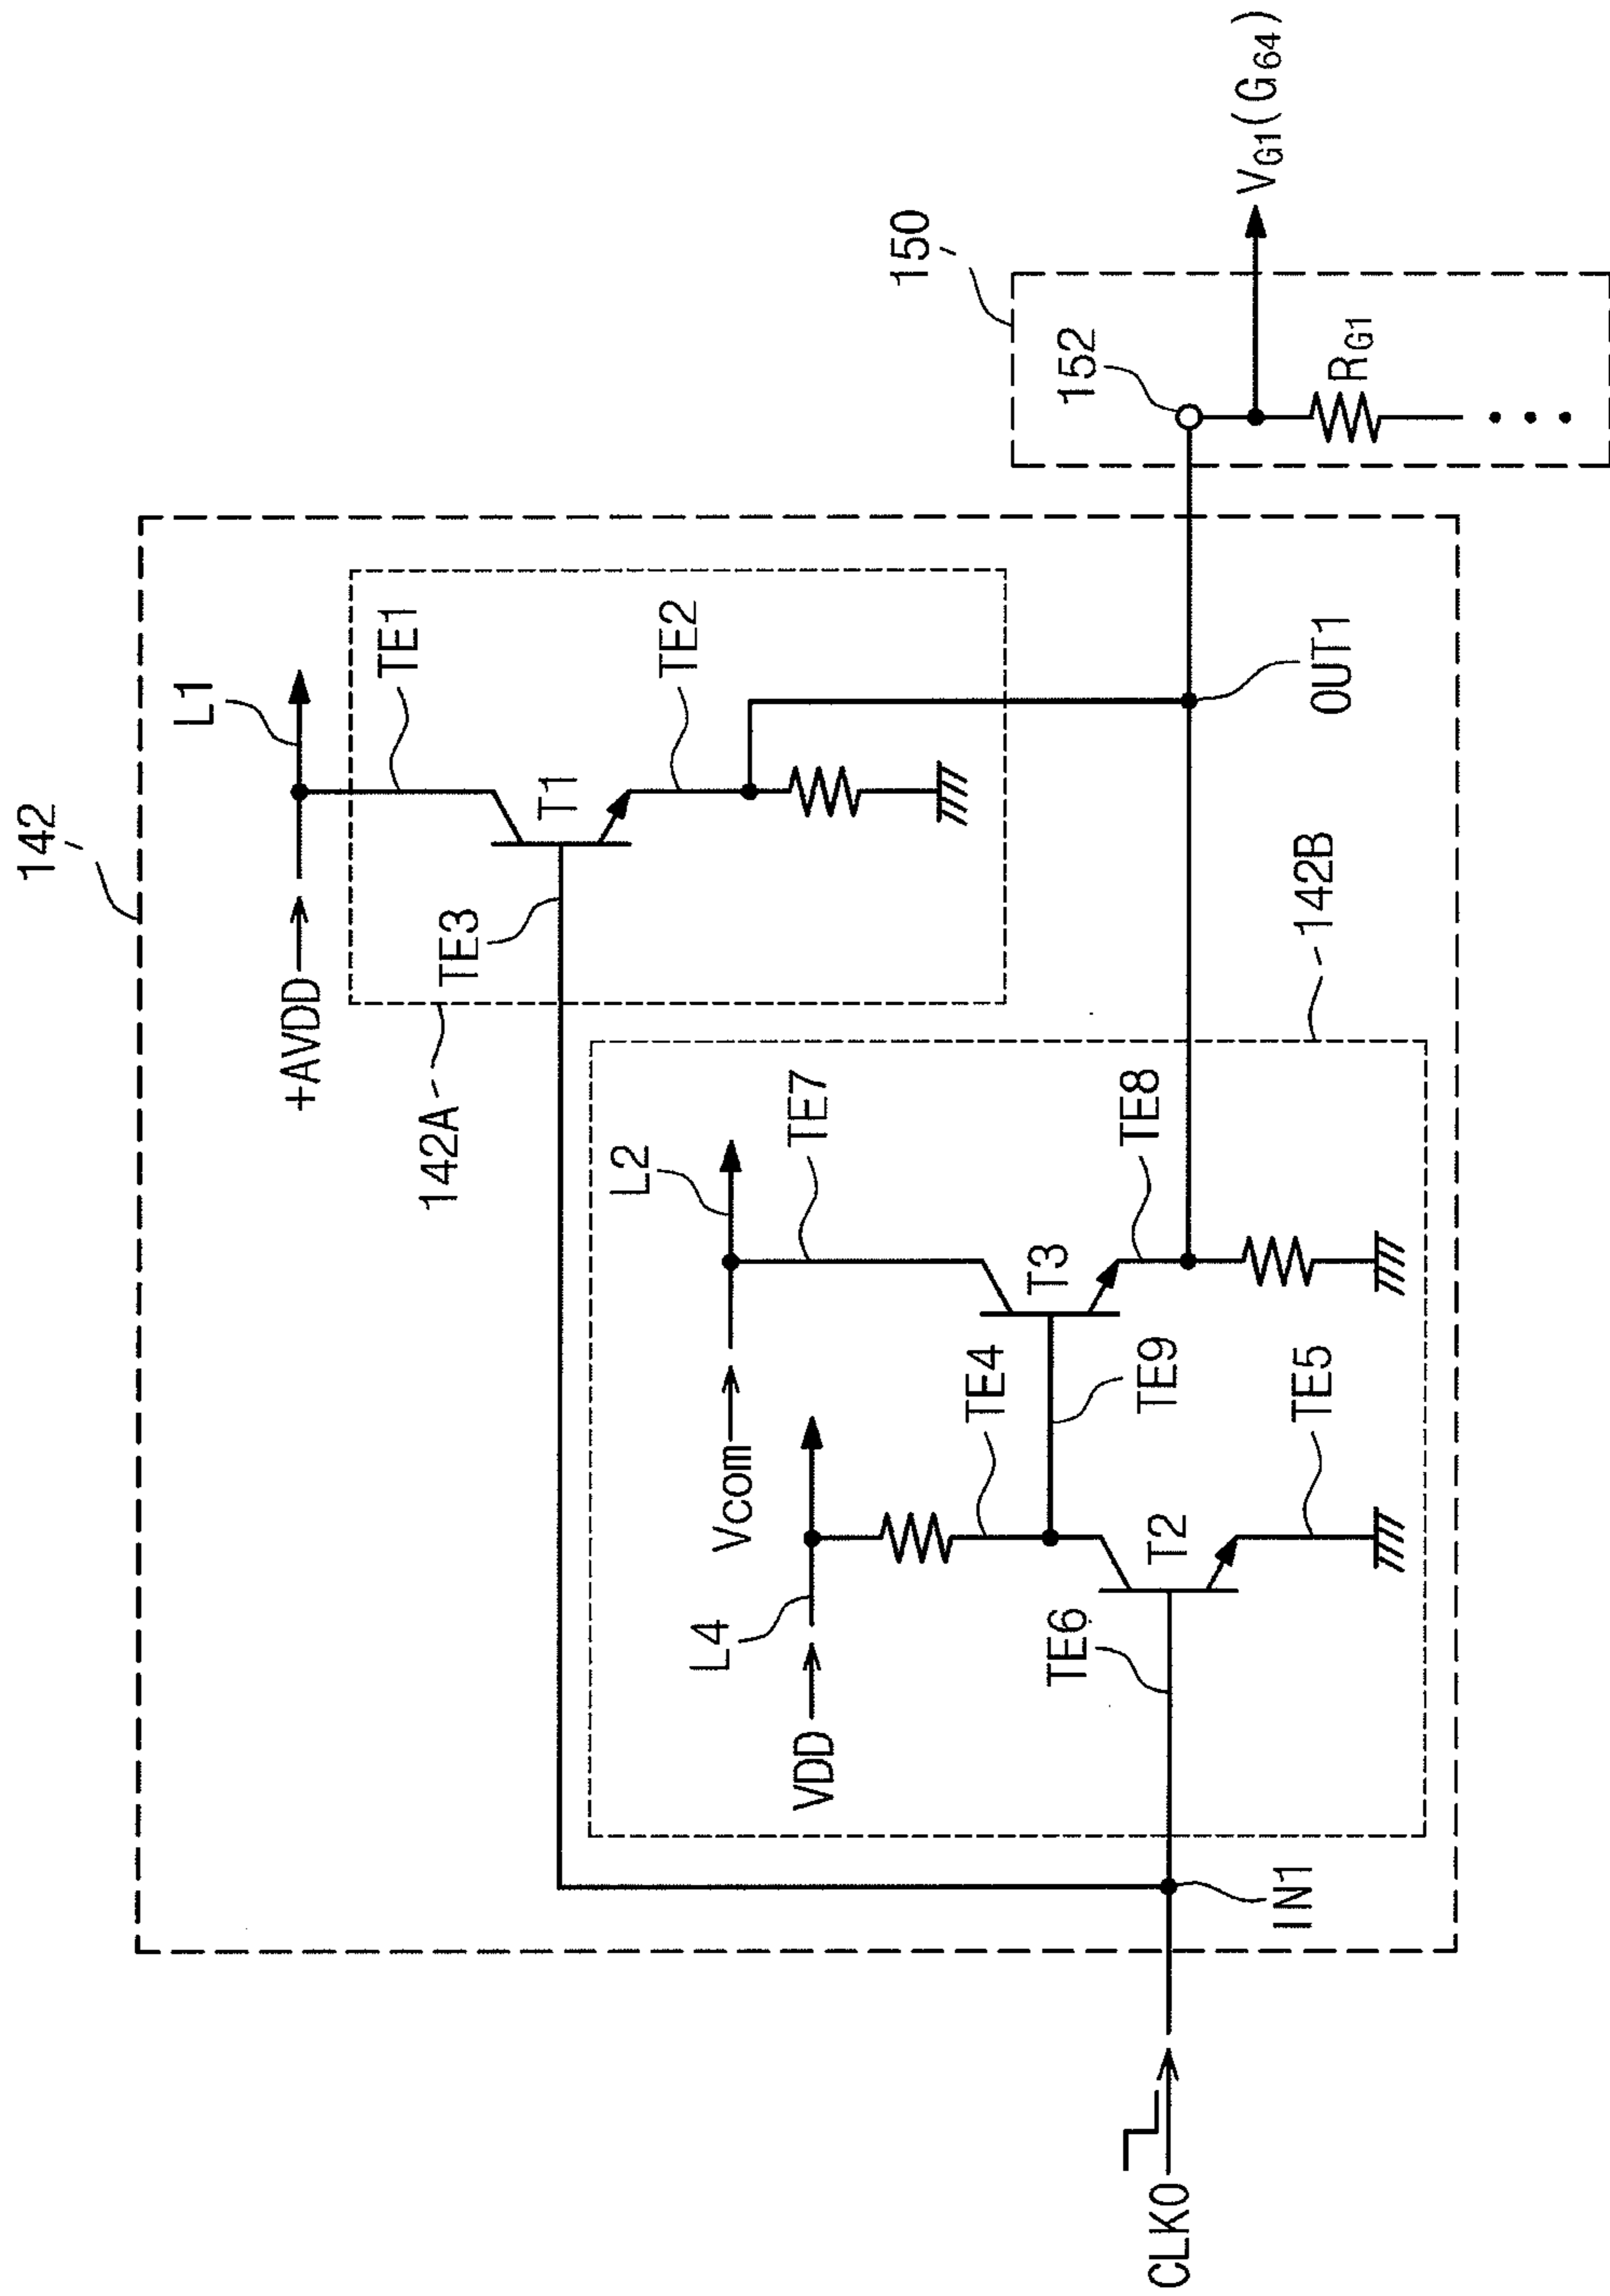 142
L1
+AVDD
TE1
T1
TE2
TE3
142A
150
152
VG1(G64)
RG1
OUT1
142B
L2
Vcom
TE7
T3
TE8
TE9
L4
VDD
TE4
T2
TE5
TE6
IN1
CLK0